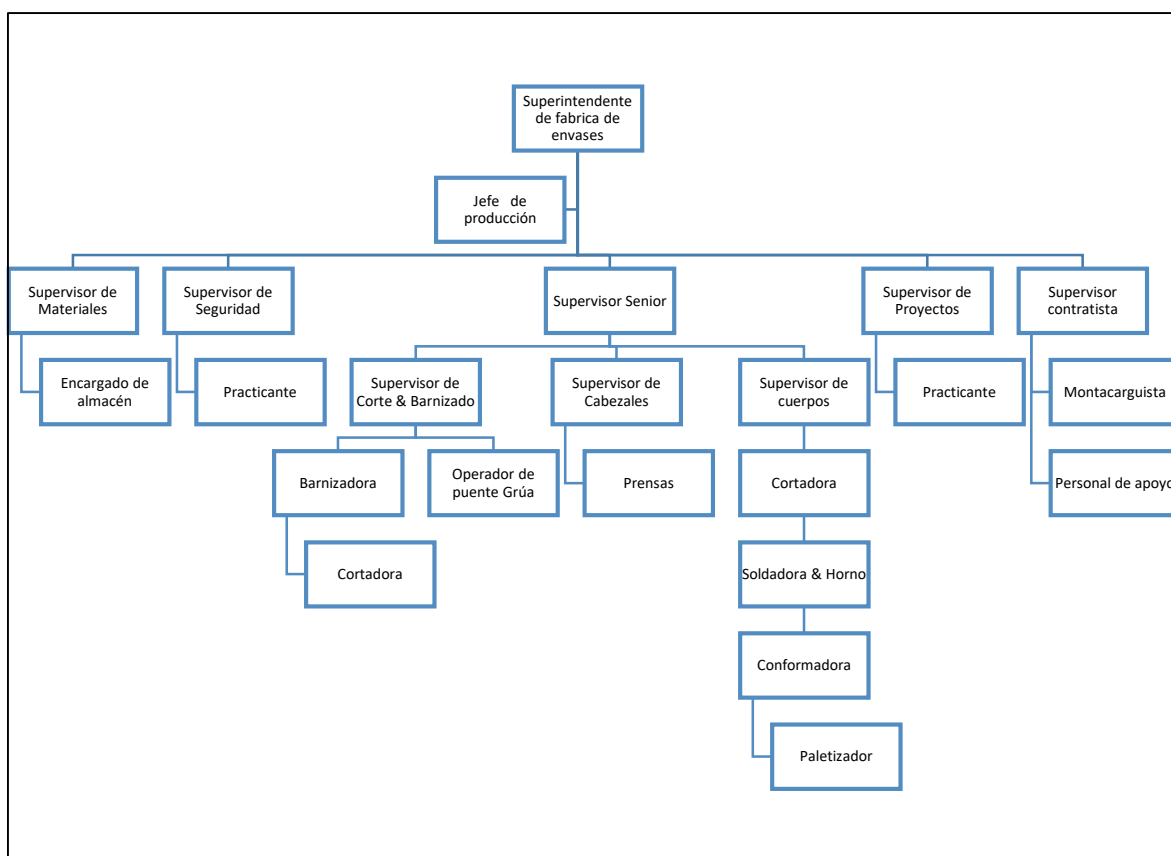 Superintendente
de fabrica de
envases
Jefe de
producción
Supervisor de
Materiales
Supervisor de
Seguridad
Supervisor Senior
Supervisor de
Proyectos
Supervisor
contratista
Encargado de
almacén
Practicante
Supervisor de
Corte & Barnizado
Supervisor de
Cabezales
Supervisor de
cuerpos
Practicante
Montacarguista
Barnizadora
Operador de
puente Grúa
Prensas
Cortadora
Personal de apoyo
Cortadora
Soldadora & Horno
Conformadora
Paletizador